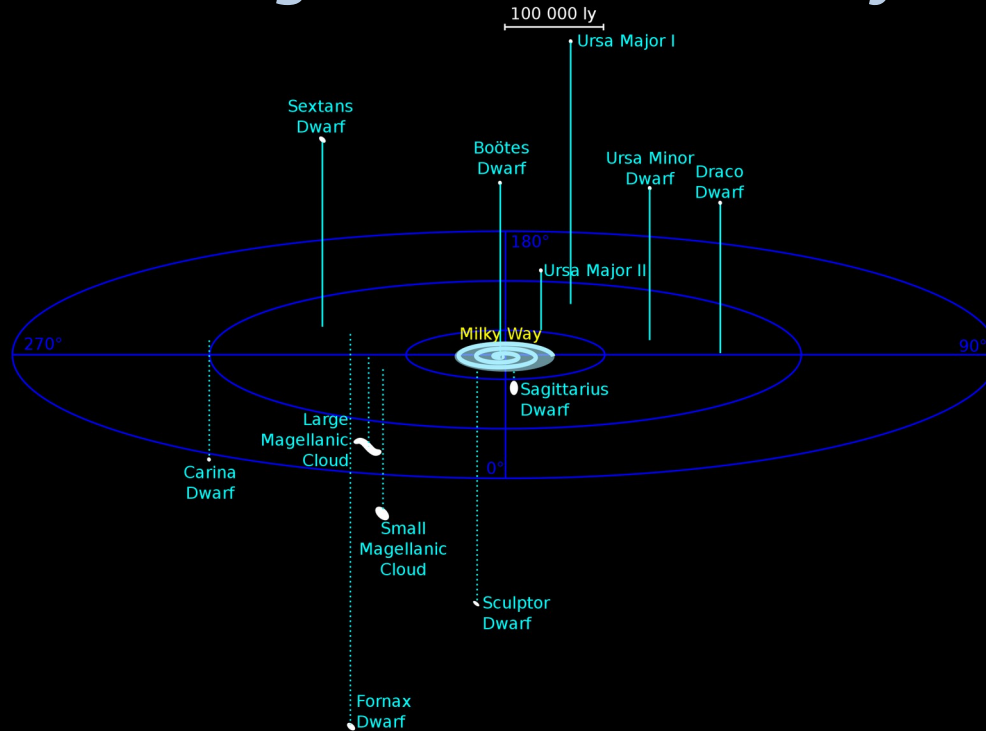 100 000 ly
Ursa Major I
Sextans
Dwarf
Boötes
Dwarf
Ursa Minor
Dwarf
Draco
Dwarf
180°
Ursa Major II
Milky Way
270°
90°
Sagittarius
Dwarf
Large
Magellanic
Cloud
0°
Carina
Dwarf
Small
Magellanic
Cloud
Sculptor
Dwarf
Fornax
Dwarf